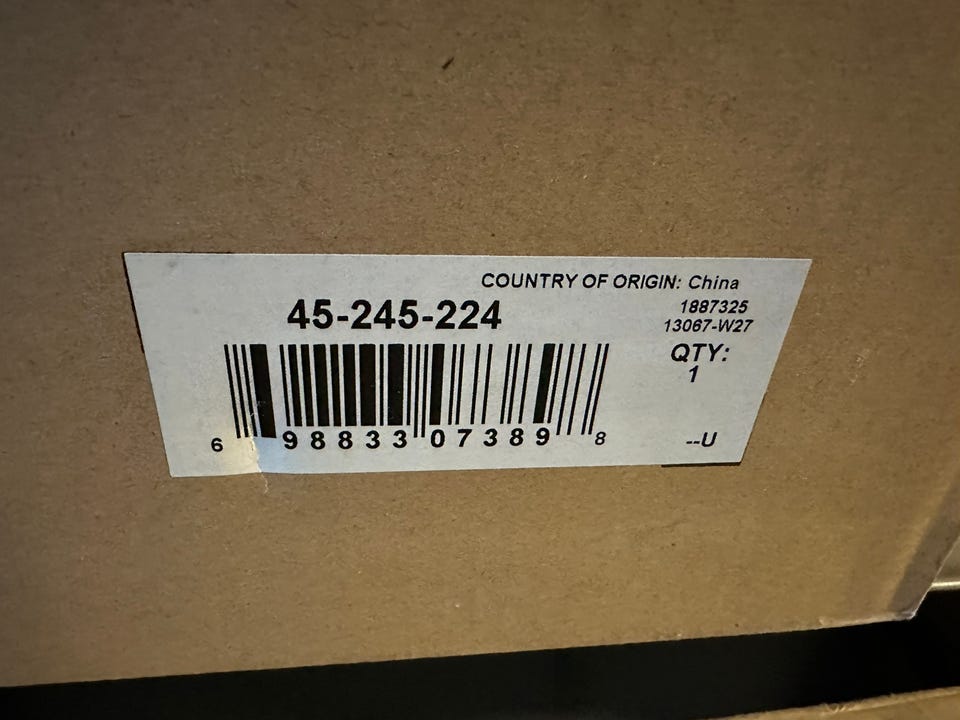 COUNTRY OF ORIGIN: China
45-245-224
1887325
13067-W27
QTY:
1
6 98833 07389 8
--U